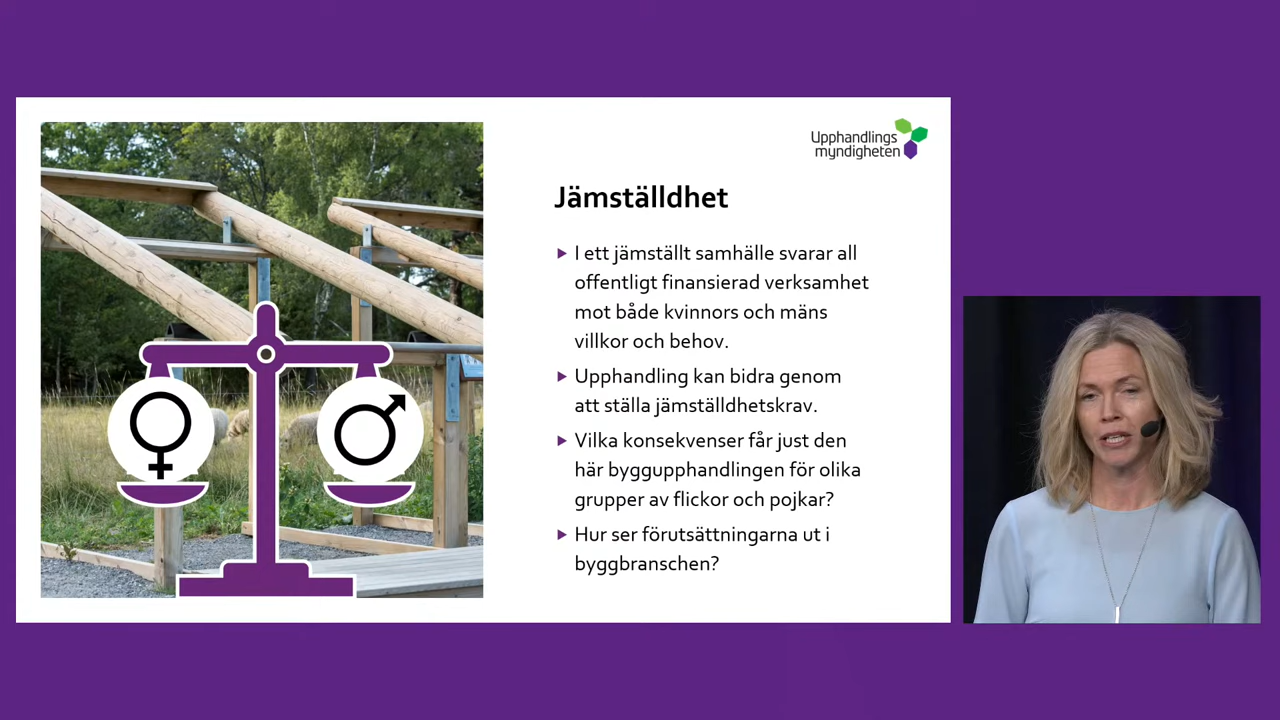 Upphandlings
myndigheten
Jämställdhet
I ett jämställt samhälle svarar all
offentligt finansierad verksamhet
mot både kvinnors och mäns
villkor och behov.
Upphandling kan bidra genom
att ställa jämställdhetskrav.
Vilka konsekvenser får just den
här byggupphandlingen för olika
grupper av flickor och pojkar?
Hur ser förutsättningarna ut i
byggbranschen?